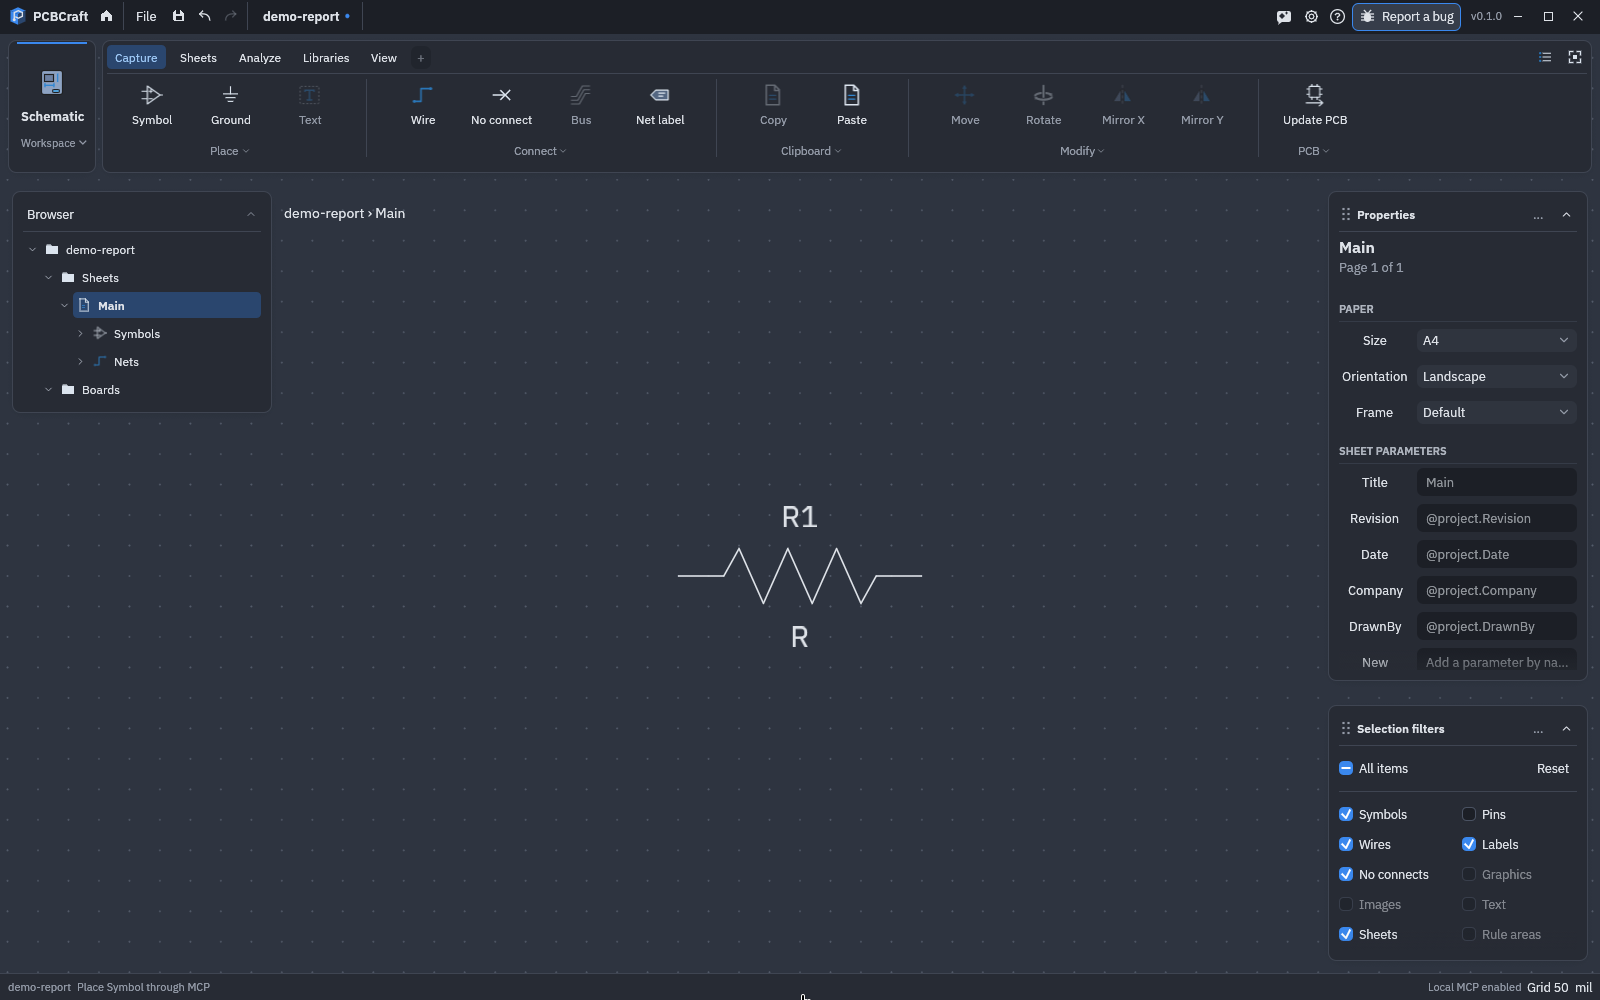 PCBCraft File demo-report Report a bug v0.1.0
Schematic
Workspace
Capture Sheets Analyze Libraries View +
Symbol Ground Text Wire No connect Bus Net label Copy Paste Move Rotate Mirror X Mirror Y Update PCB
Place Connect Clipboard Modify PCB
Browser
demo-report
Sheets
Main
Symbols
Nets
Boards
demo-report › Main
R1
R
Properties ...
Main
Page 1 of 1
PAPER
Size A4
Orientation Landscape
Frame Default
SHEET PARAMETERS
Title Main
Revision @project.Revision
Date @project.Date
Company @project.Company
DrawnBy @project.DrawnBy
New Add a parameter by na...
Selection filters ...
All items Reset
Symbols Pins
Wires Labels
No connects Graphics
Images Text
Sheets Rule areas
demo-report Place Symbol through MCP Local MCP enabled Grid 50 mil